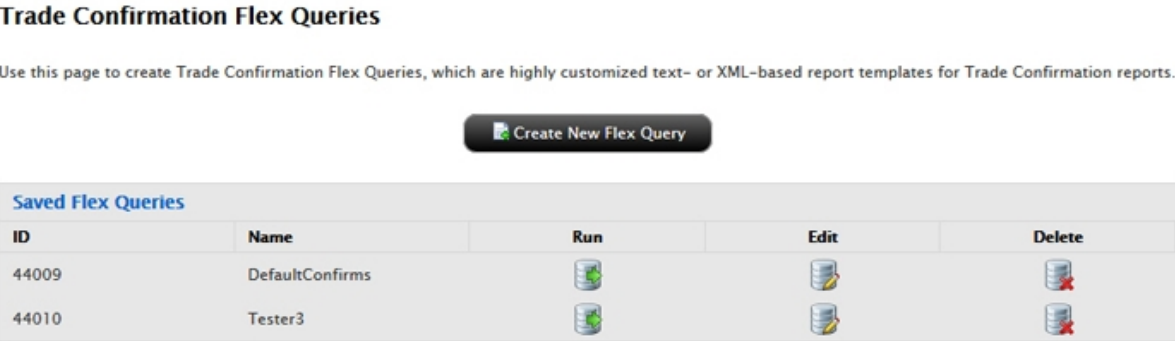 Trade Confirmation Flex Queries
Use this page to create Trade Confirmation Flex Queries, which are highly customized text- or XML-based report templates for Trade Confirmation reports.
Create New Flex Query
Saved Flex Queries
ID Name Run Edit Delete
44009 DefaultConfirms
44010 Tester3